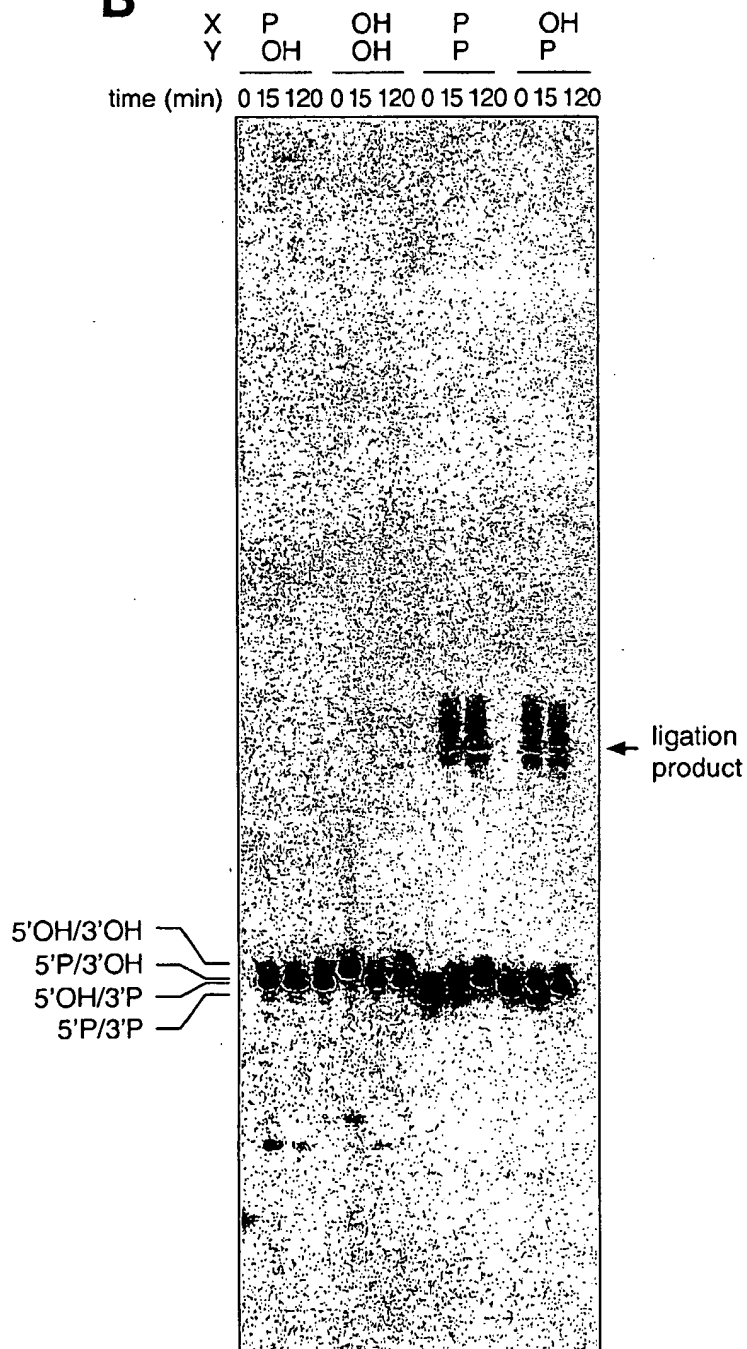 B
X P OH P OH
Y OH OH P P
time (min) 0 15 120 0 15 120 0 15 120 0 15 120
ligation
product
5'OH/3'OH
5'P/3'OH
5'OH/3'P
5'P/3'P